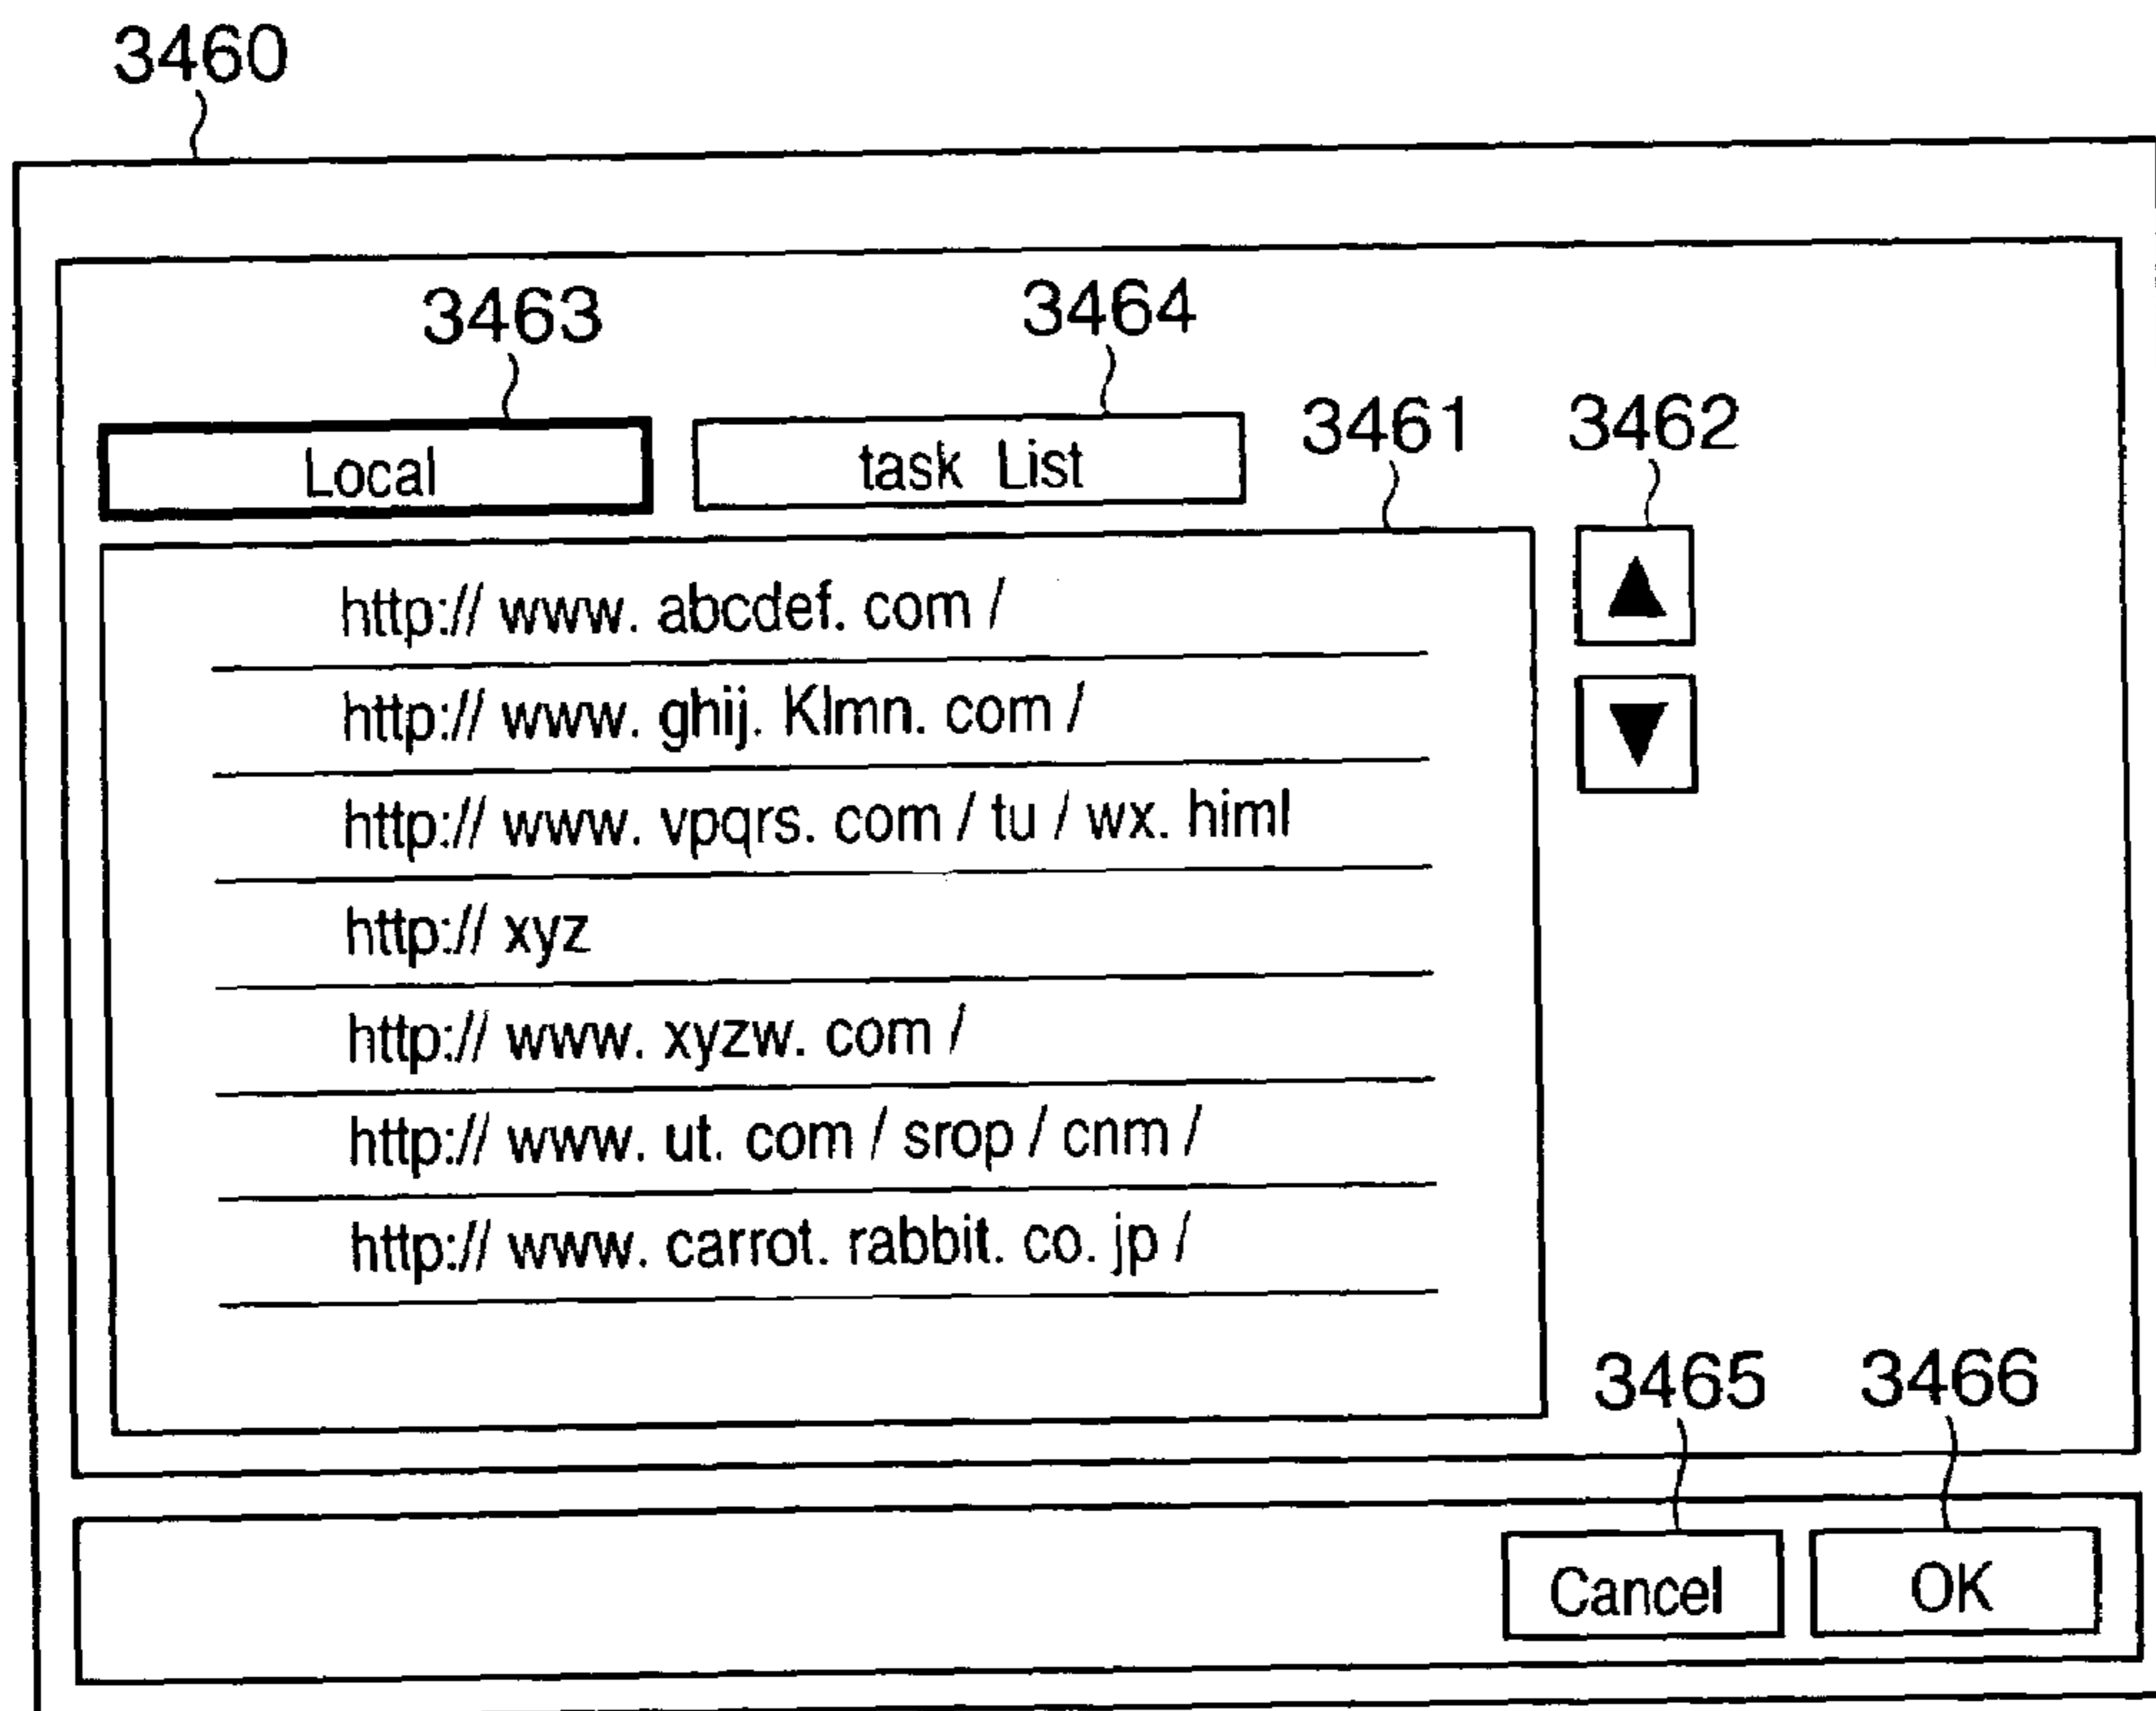 3460
3463 3464
3461 3462
Local task List
http:// www. abcdef. com /
http:// www. ghij. Klmn. com /
http:// www. vpqrs. com / tu / wx. himl
http:// xyz
http:// www. xyzw. com /
http:// www. ut. com / srop / cnm /
http:// www. carrot. rabbit. co. jp /
3465 3466
Cancel OK